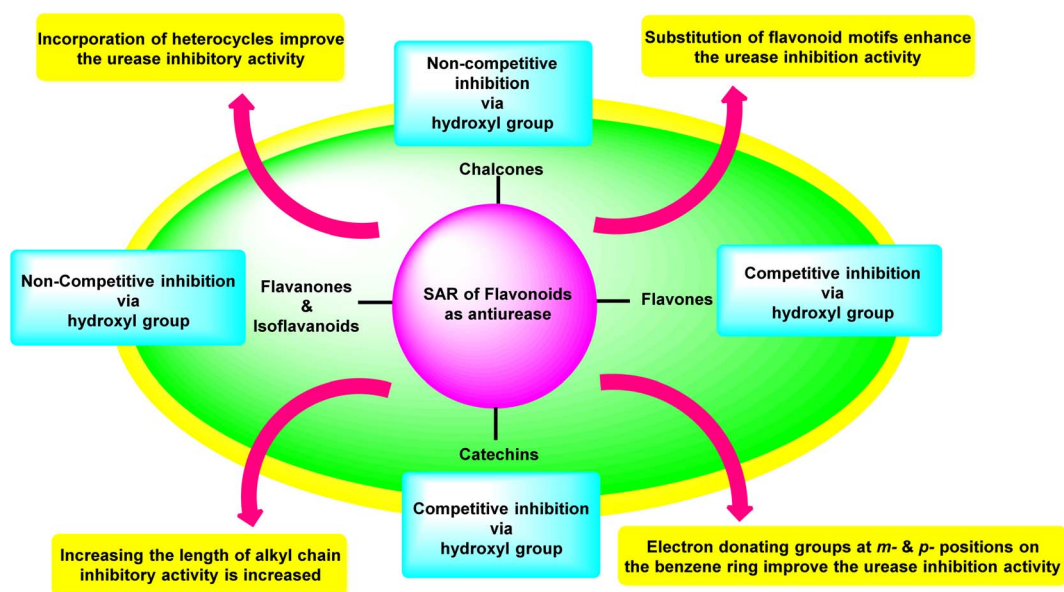 Incorporation of heterocycles improve
the urease inhibitory activity
Substitution of flavonoid motifs enhance
the urease inhibition activity
Non-competitive
inhibition
via
hydroxyl group
Chalcones
Non-Competitive inhibition
via
hydroxyl group
Flavanones
&
Isoflavanoids
SAR of Flavonoids
as antiurease
Flavones
Competitive inhibition
via
hydroxyl group
Catechins
Competitive inhibition
via
hydroxyl group
Increasing the length of alkyl chain
inhibitory activity is increased
Electron donating groups at m- & p- positions on
the benzene ring improve the urease inhibition activity